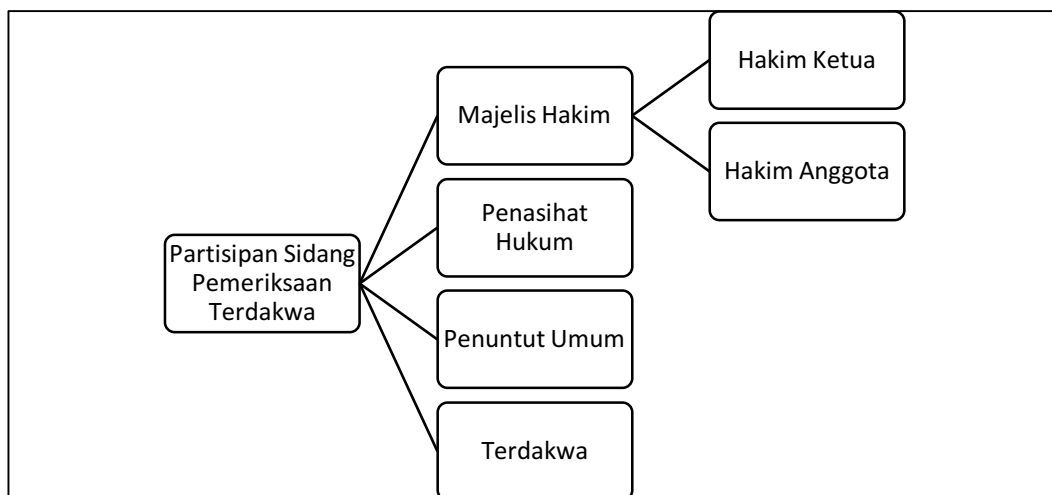 Partisipan Sidang
Pemeriksaan
Terdakwa
Majelis Hakim
Hakim Ketua
Hakim Anggota
Penasihat
Hukum
Penuntut Umum
Terdakwa